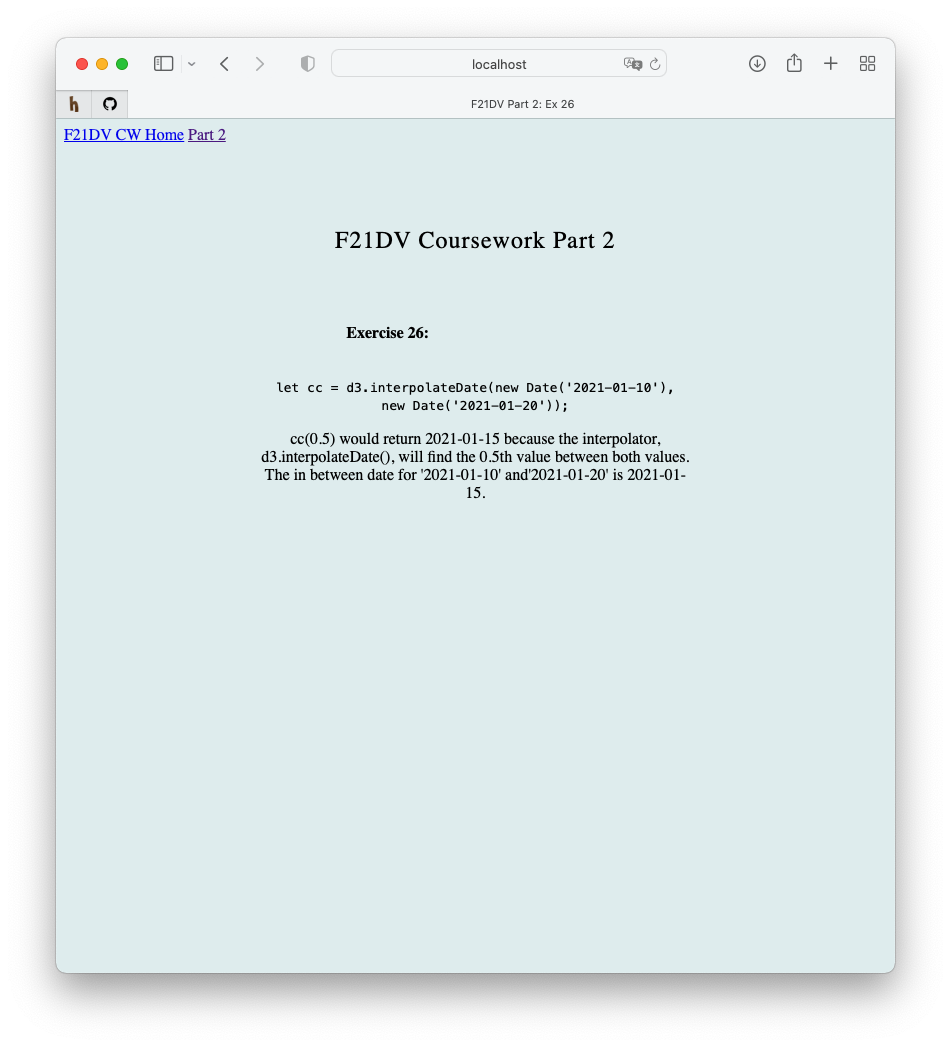 localhost
h
F21DV Part 2: Ex 26
F21DV CW Home Part 2
F21DV Coursework Part 2
Exercise 26:
let cc = d3.interpolateDate(new Date('2021-01-10'),
new Date('2021-01-20'));
cc(0.5) would return 2021-01-15 because the interpolator,
d3.interpolateDate(), will find the 0.5th value between both values.
The in between date for '2021-01-10' and'2021-01-20' is 2021-01-
15.